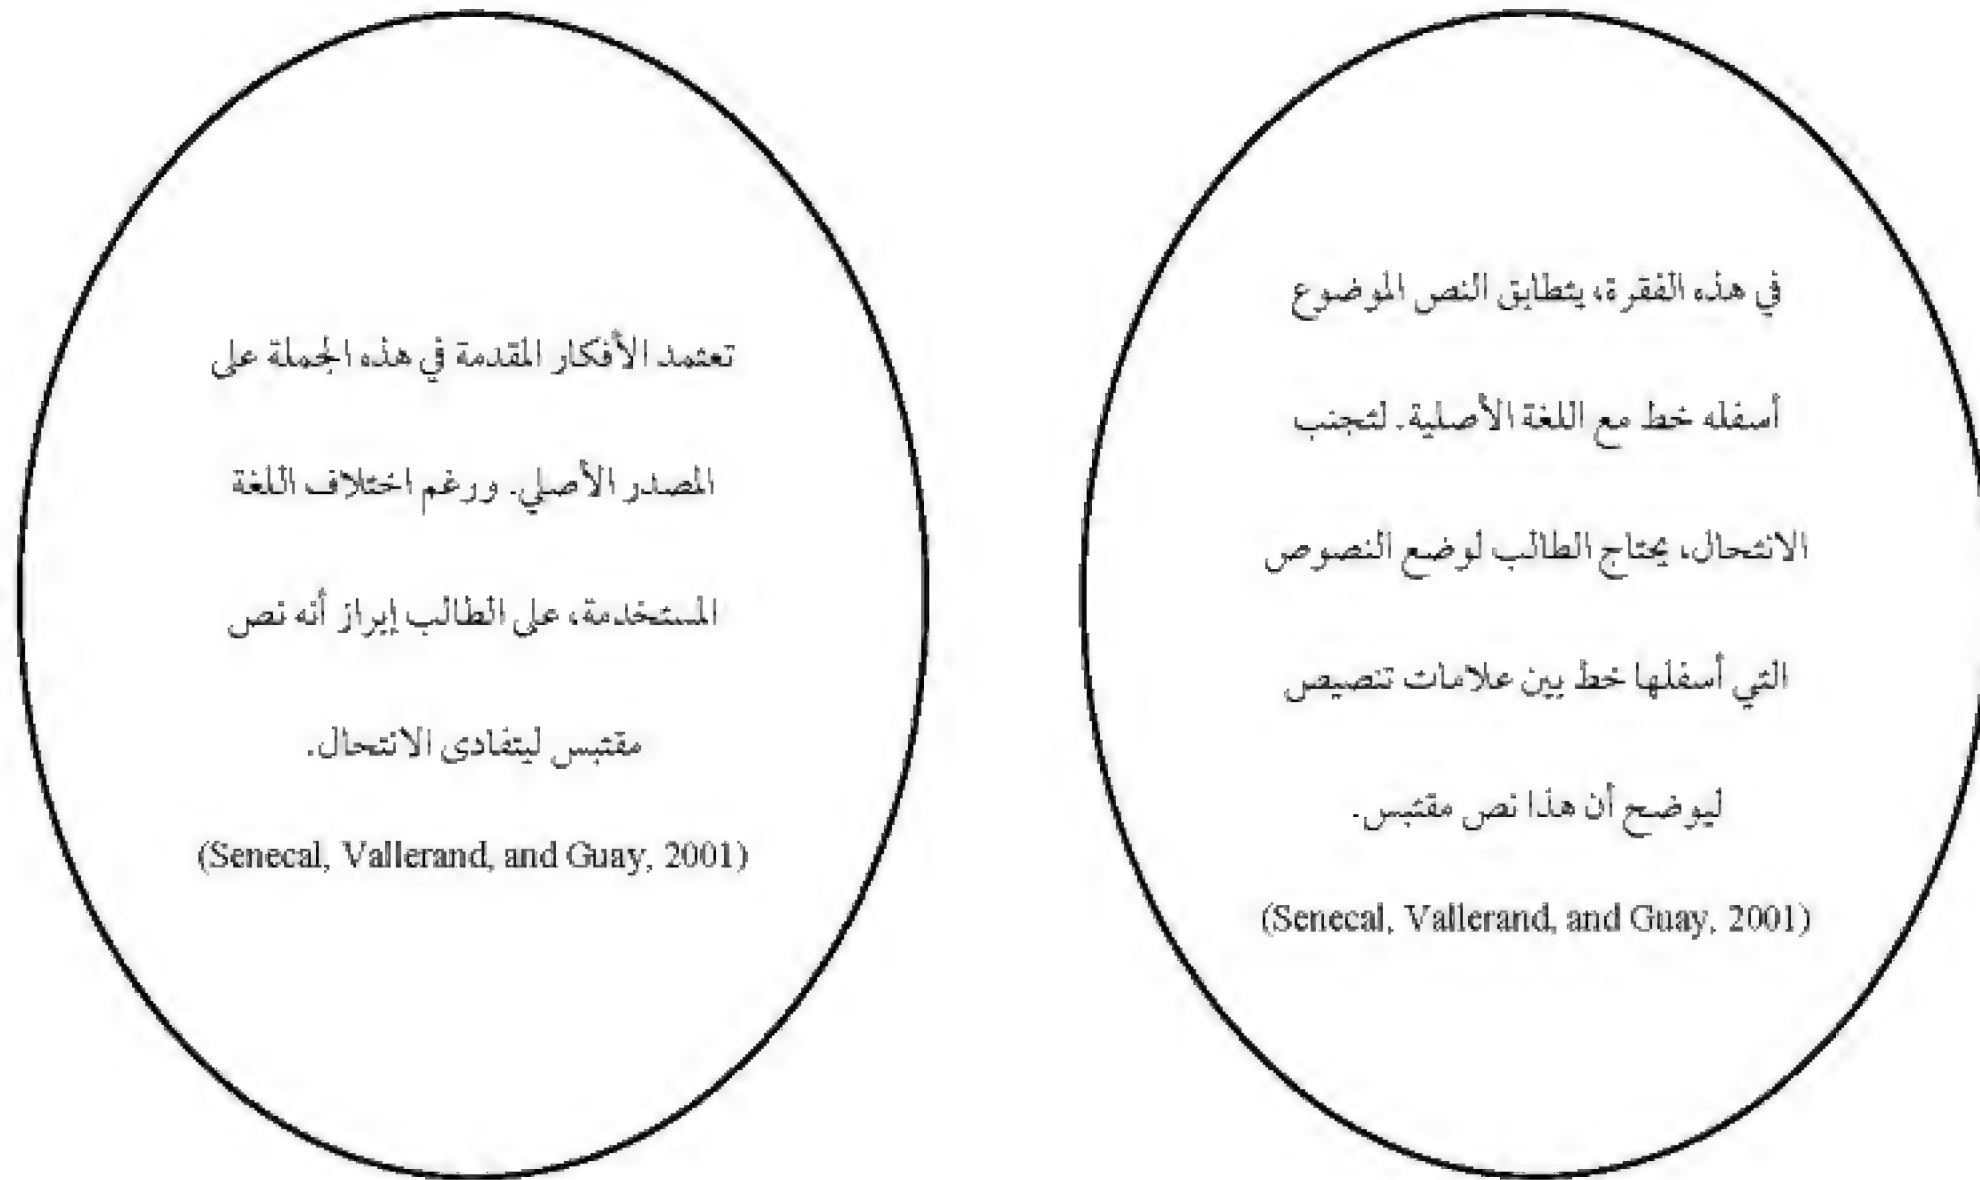 في هذه الفقرة، يتطابق النص الموضوع
أسفله خط مع اللغة الأصلية. لتجنب
الانتحال، يحتاج الطالب لوضع النصوص
التي أسفلها خط بين علامات تنصيص
ليوضح أن هذا نص مقتبس.
(Senecal, Vallerand, and Guay, 2001)
تعتمد الأفكار المقدمة في هذه الجملة على
المصدر الأصلي. ورغم اختلاف اللغة
المستخدمة، على الطالب إبراز أنه نص
مقتبس ليتفادى الانتحال.
(Senecal, Vallerand, and Guay, 2001)